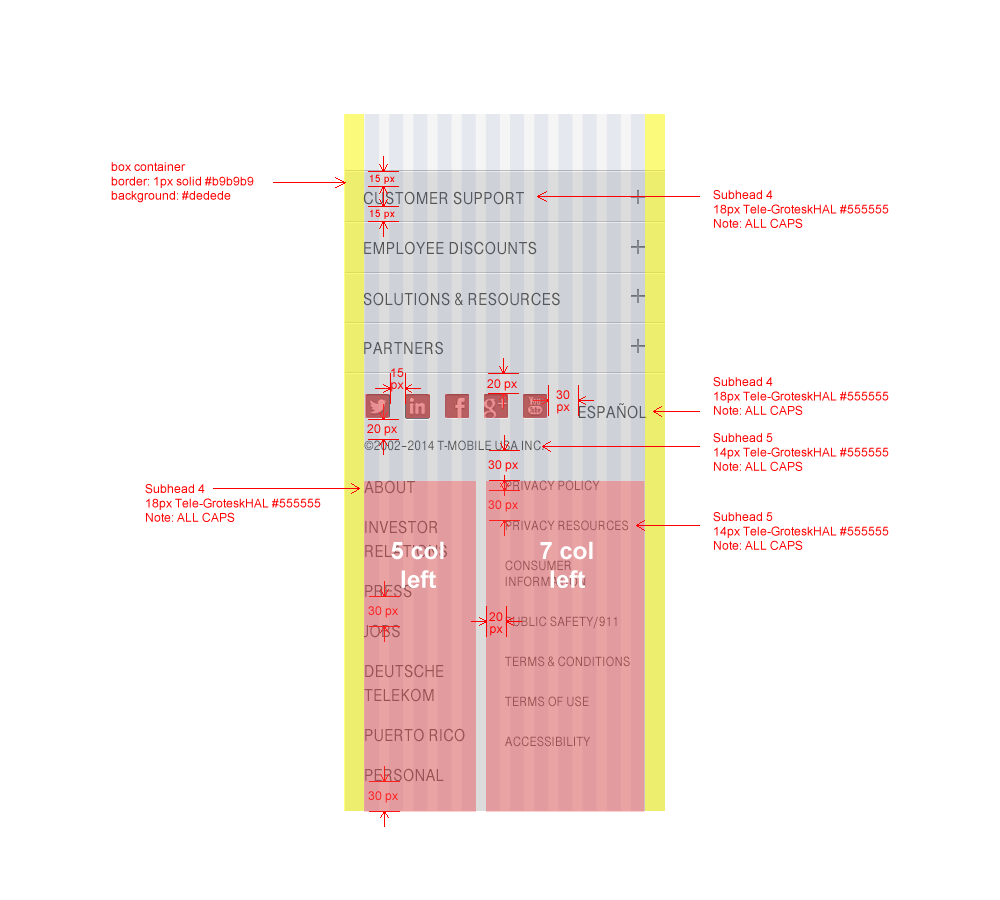 box container
border: 1px solid #b9b9b9
background: #dedede
15 px
CUSTOMER SUPPORT
15 px
Subhead 4
18px Tele-GroteskHAL #555555
Note: ALL CAPS
EMPLOYEE DISCOUNTS
SOLUTIONS & RESOURCES
PARTNERS
15
px
20 px
30
px
in
f
g+
You
Tube
ESPAÑOL
Subhead 4
18px Tele-GroteskHAL #555555
Note: ALL CAPS
20 px
©2002–2014 T-MOBILE USA INC.
Subhead 5
14px Tele-GroteskHAL #555555
Note: ALL CAPS
30 px
Subhead 4
18px Tele-GroteskHAL #555555
Note: ALL CAPS
ABOUT
INVESTOR
RELATIONS
5 col
left
PRESS
30 px
JOBS
DEUTSCHE
TELEKOM
PUERTO RICO
PERSONAL
30 px
PRIVACY POLICY
30 px
PRIVACY RESOURCES
Subhead 5
14px Tele-GroteskHAL #555555
Note: ALL CAPS
7 col
left
CONSUMER
INFORMATION
20
px
PUBLIC SAFETY/911
TERMS & CONDITIONS
TERMS OF USE
ACCESSIBILITY